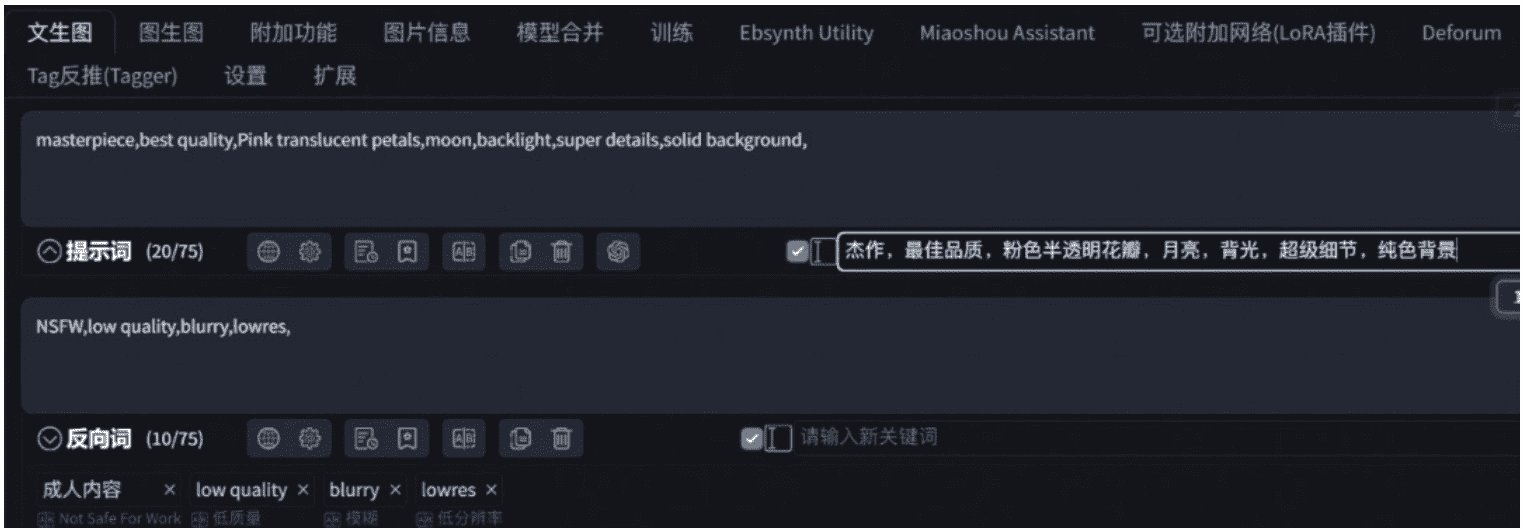 文生图 图生图 附加功能 图片信息 模型合并 训练 Ebsynth Utility Miaoshou Assistant 可选附加网络(LoRA插件) Deforum
Tag反推(Tagger) 设置 扩展
masterpiece,best quality,Pink translucent petals,moon,backlight,super details,solid background,
提示词 (20/75) 杰作，最佳品质，粉色半透明花瓣，月亮，背光，超级细节，纯色背景
NSFW,low quality,blurry,lowres,
反向词 (10/75) 请输入新关键词
成人内容 × low quality × blurry × lowres ×
Not Safe For Work 低质量 模糊 低分辨率